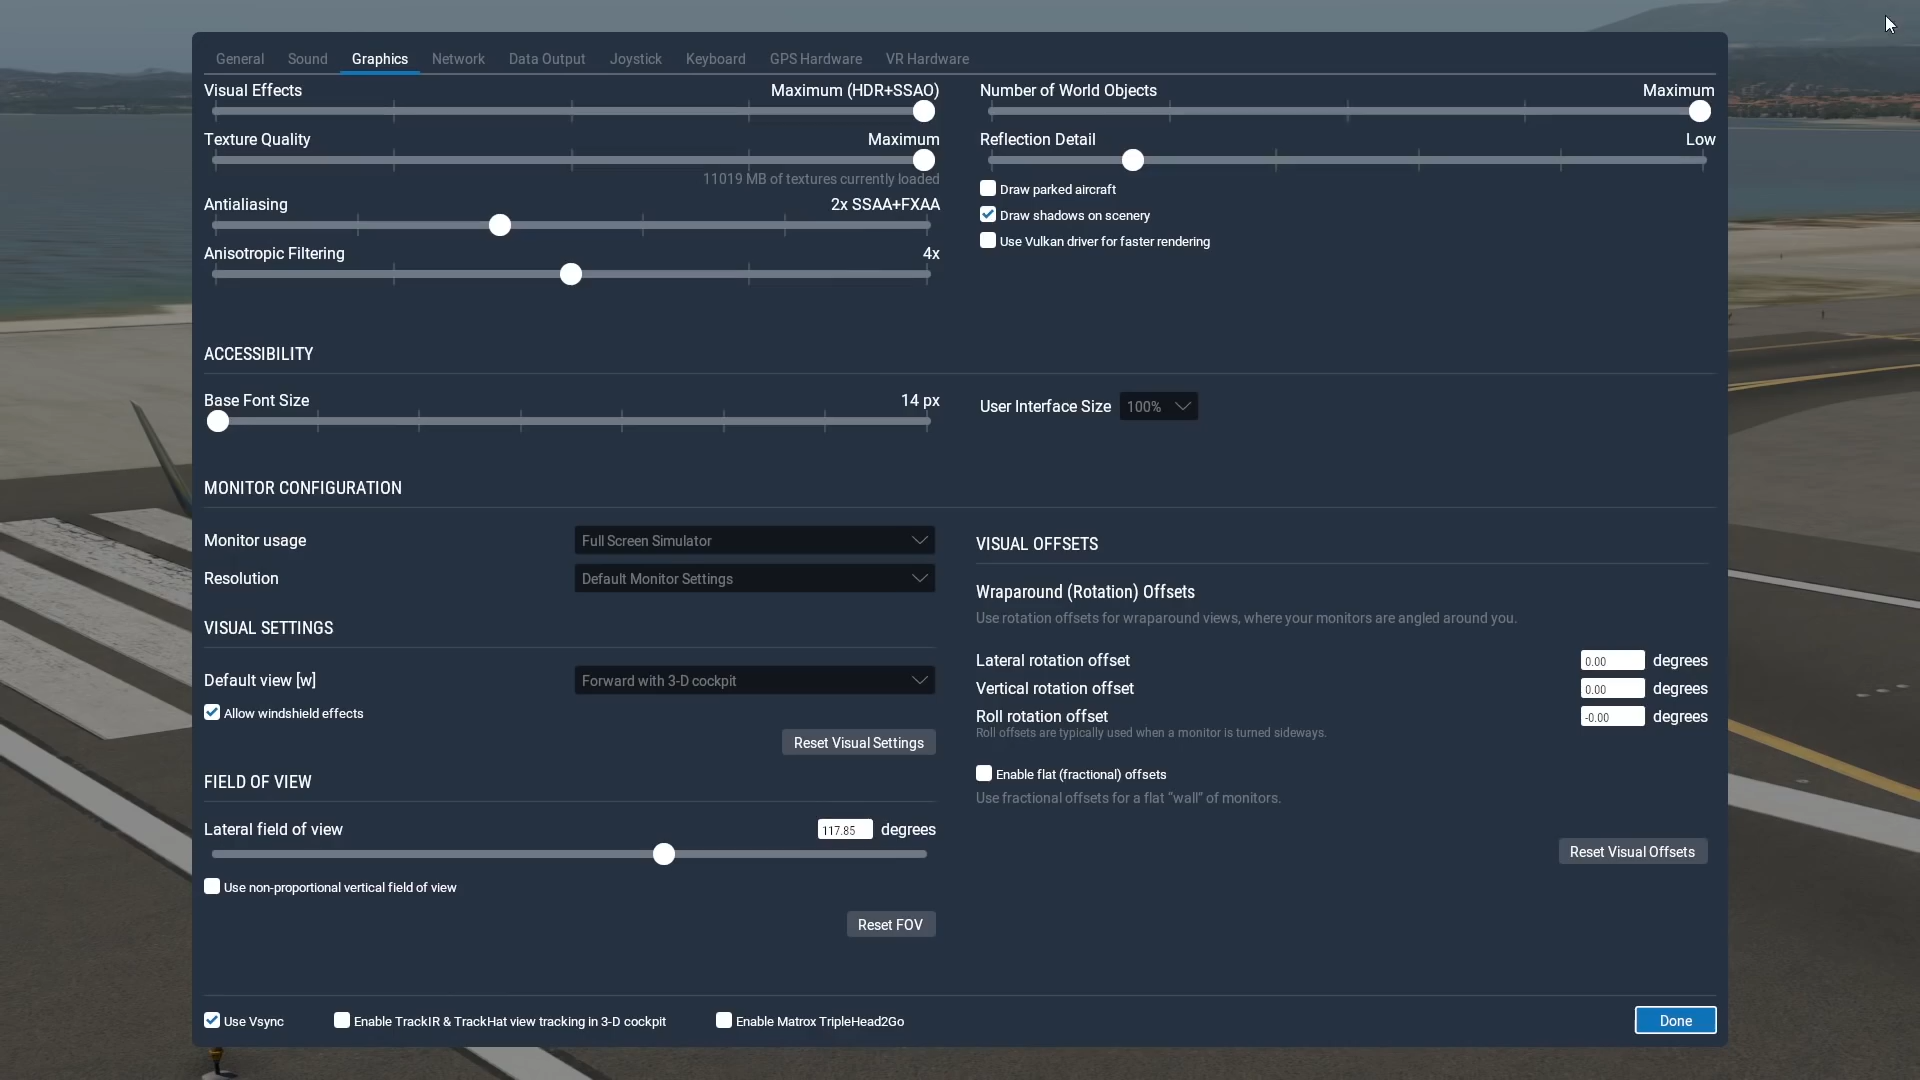 General Sound Graphics Network Data Output Joystick Keyboard GPS Hardware VR Hardware
Visual Effects Maximum (HDR+SSAO)
Texture Quality Maximum
11019 MB of textures currently loaded
Antialiasing 2x SSAA+FXAA
Anisotropic Filtering 4x
Number of World Objects Maximum
Reflection Detail Low
Draw parked aircraft
Draw shadows on scenery
Use Vulkan driver for faster rendering
ACCESSIBILITY
Base Font Size 14 px
User Interface Size 100%
MONITOR CONFIGURATION
Monitor usage Full Screen Simulator
Resolution Default Monitor Settings
VISUAL SETTINGS
Default view [w] Forward with 3-D cockpit
Allow windshield effects
Reset Visual Settings
FIELD OF VIEW
Lateral field of view 117.85 degrees
Use non-proportional vertical field of view
Reset FOV
VISUAL OFFSETS
Wraparound (Rotation) Offsets
Use rotation offsets for wraparound views, where your monitors are angled around you.
Lateral rotation offset 0.00 degrees
Vertical rotation offset 0.00 degrees
Roll rotation offset -0.00 degrees
Roll offsets are typically used when a monitor is turned sideways.
Enable flat (fractional) offsets
Use fractional offsets for a flat “wall” of monitors.
Reset Visual Offsets
Use Vsync Enable TrackIR & TrackHat view tracking in 3-D cockpit Enable Matrox TripleHead2Go Done